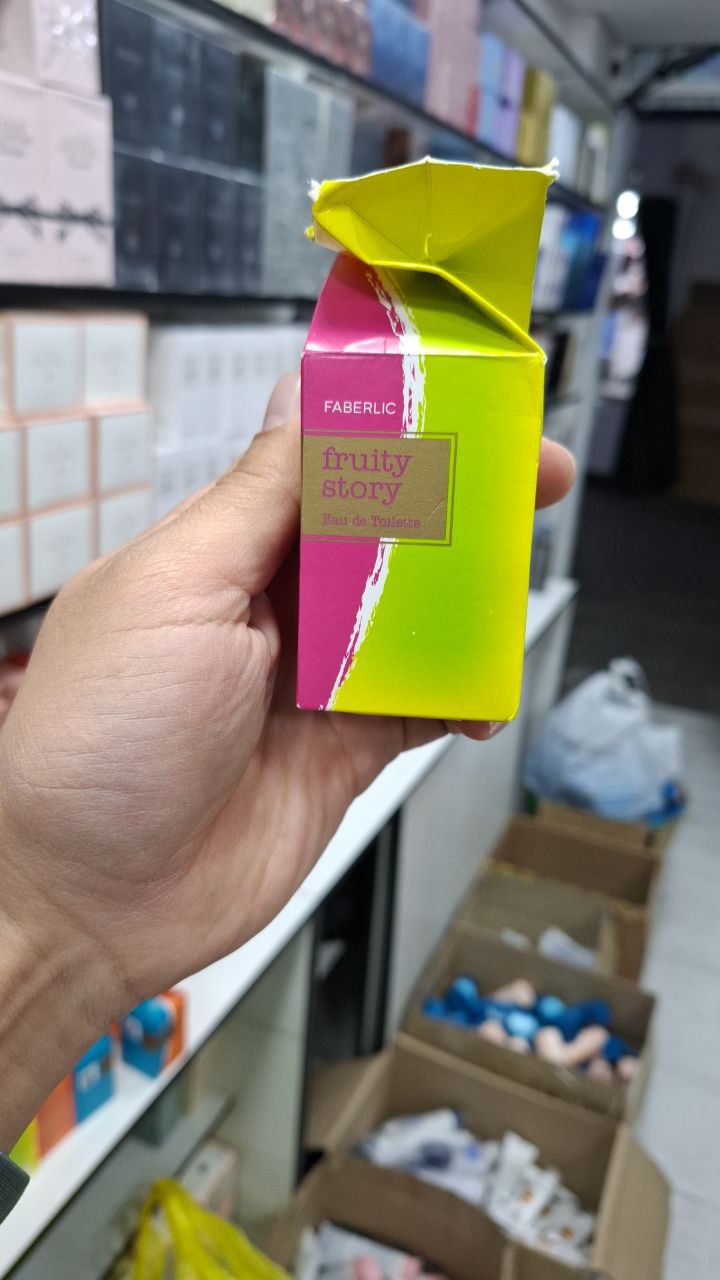 FABERLIC
fruity
story
Eau de Toilette